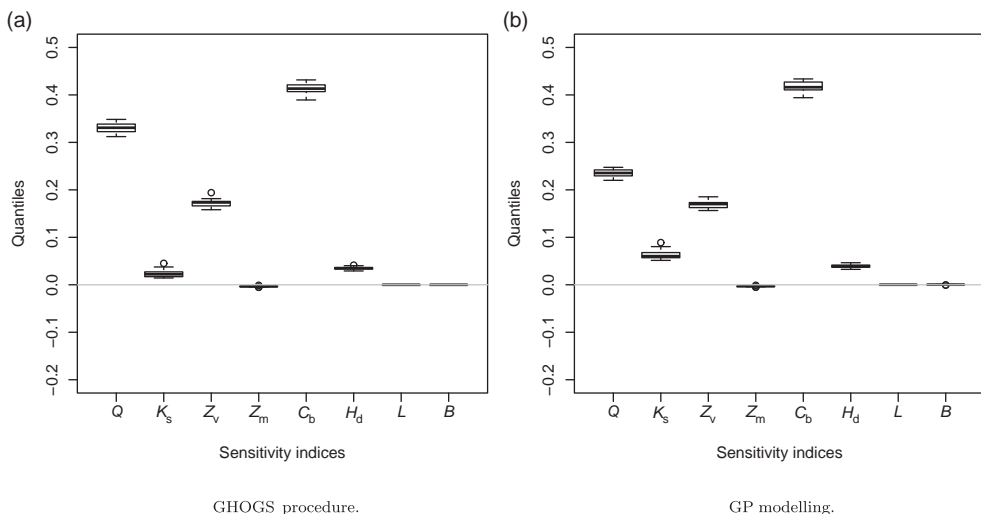 (a)
0.5
0.4
0.3
0.2
0.1
0.0
−0.1
−0.2
Quantiles
Q Ks Zv Zm Cb Hd L B
Sensitivity indices
GHOGS procedure.
(b)
0.5
0.4
0.3
0.2
0.1
0.0
−0.1
−0.2
Quantiles
Q Ks Zv Zm Cb Hd L B
Sensitivity indices
GP modelling.